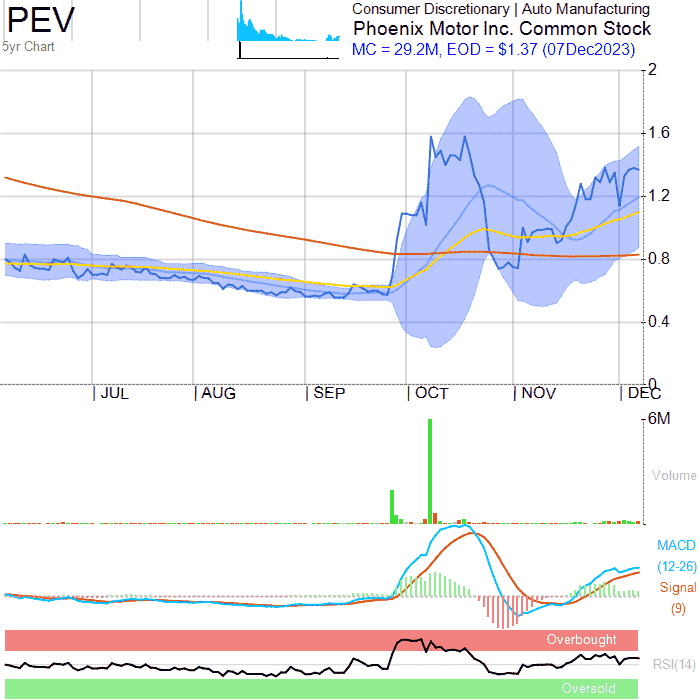 PEV
5yr Chart
Consumer Discretionary | Auto Manufacturing
Phoenix Motor Inc. Common Stock
MC = 29.2M, EOD = $1.37 (07Dec2023)
2
1.6
1.2
0.8
0.4
0
JUL AUG SEP OCT NOV DEC
6M
Volume
MACD
(12-26)
Signal
(9)
Overbought
RSI(14)
Oversold